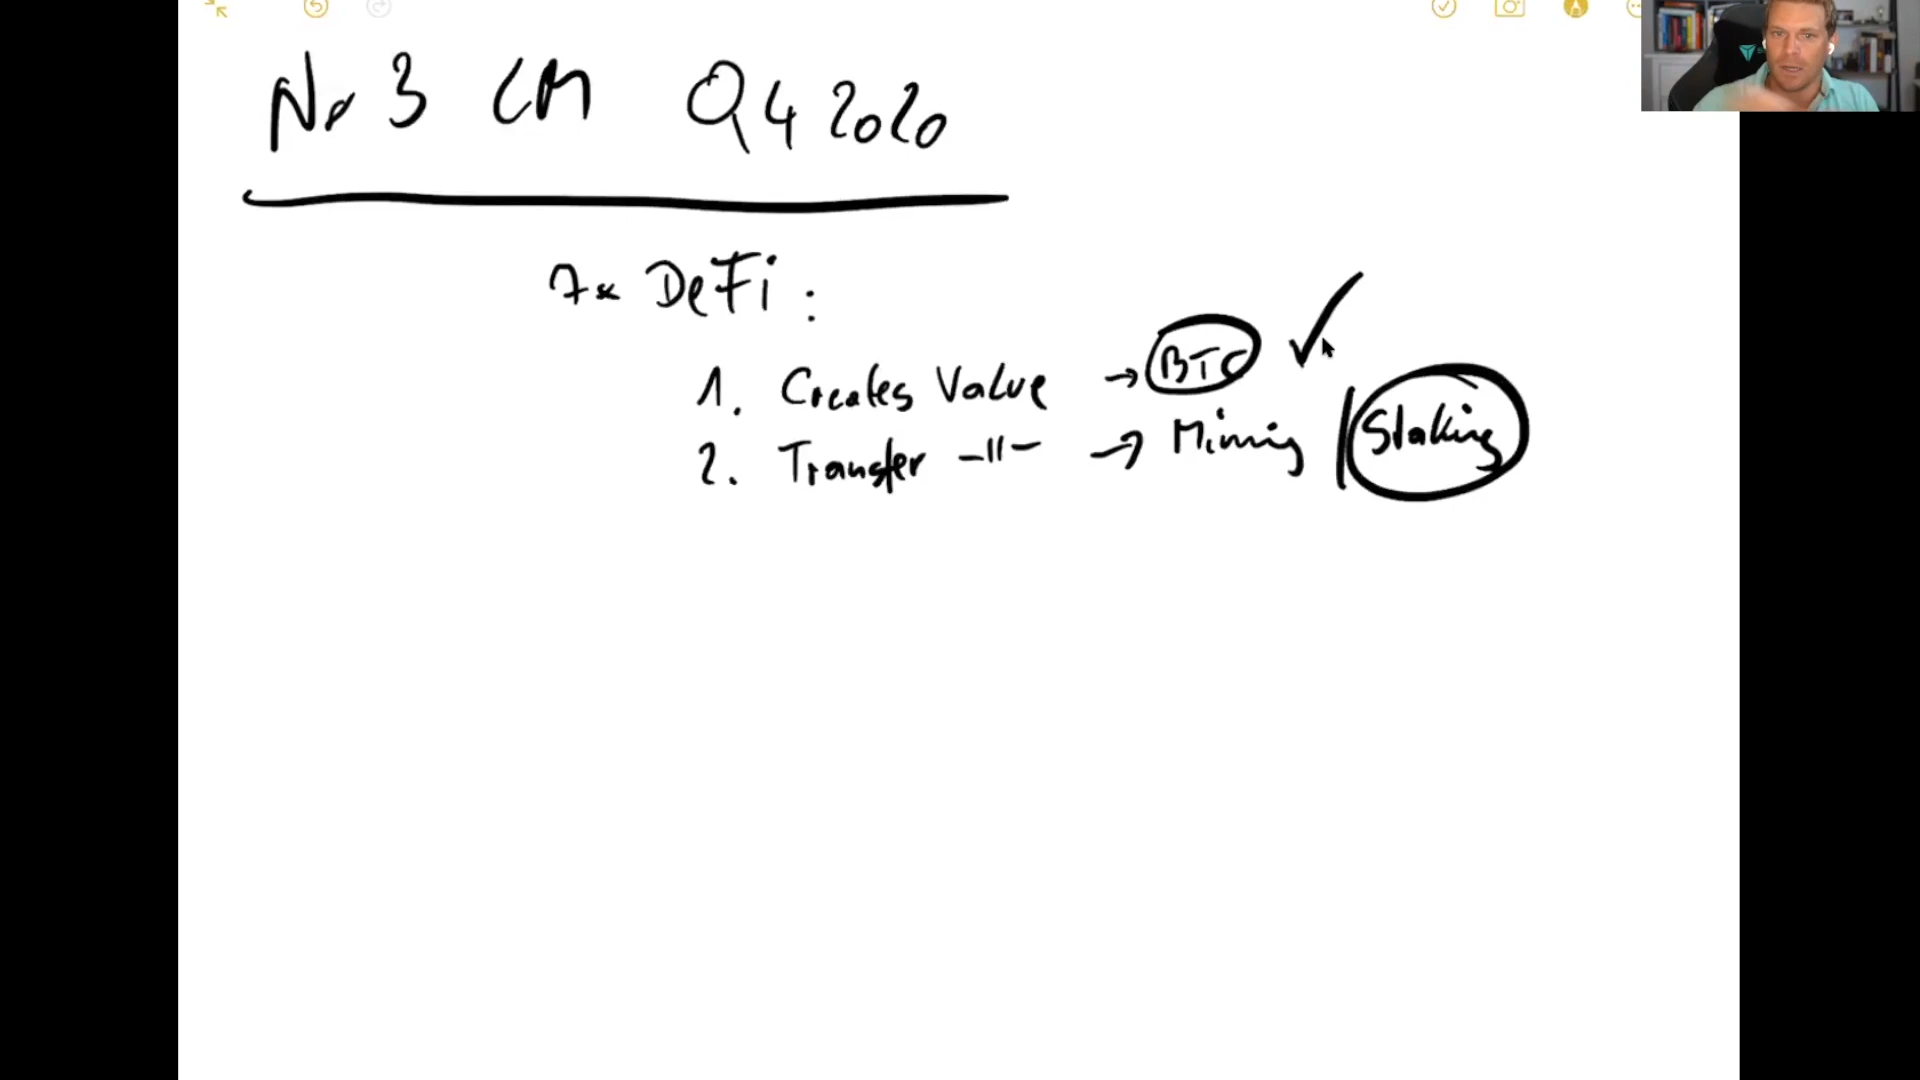 Nr 3 CM Q4 2020
7x DeFi:
1. Creates Value → BTC ✓
2. Transfer -||- → Mining | Staking